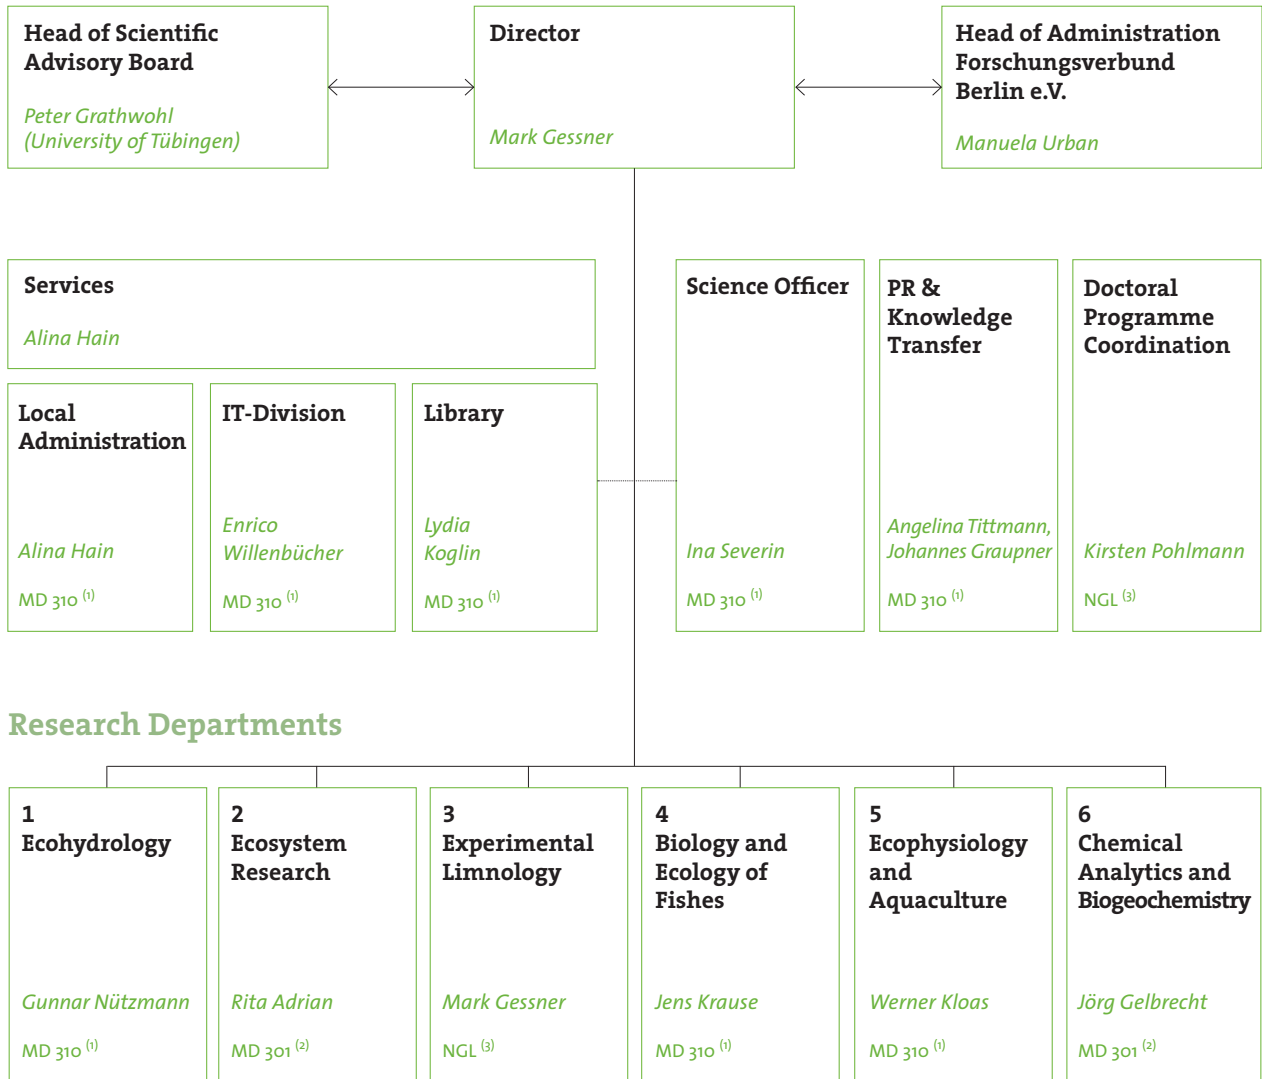 Head of Scientific
Advisory Board
Peter Grathwohl
(University of Tübingen)
Director
Mark Gessner
Head of Administration
Forschungsverbund
Berlin e.V.
Manuela Urban
Services
Alina Hain
Local
Administration
Alina Hain
MD 310 (1)
IT-Division
Enrico
Willenbücher
MD 310 (1)
Library
Lydia
Koglin
MD 310 (1)
Science Officer
Ina Severin
MD 310 (1)
PR &
Knowledge
Transfer
Angelina Tittmann,
Johannes Graupner
MD 310 (1)
Doctoral
Programme
Coordination
Kirsten Pohlmann
NGL (3)
Research Departments
1
Ecohydrology
Gunnar Nützmann
MD 310 (1)
2
Ecosystem
Research
Rita Adrian
MD 301 (2)
3
Experimental
Limnology
Mark Gessner
NGL (3)
4
Biology and
Ecology of
Fishes
Jens Krause
MD 310 (1)
5
Ecophysiology
and
Aquaculture
Werner Kloas
MD 310 (1)
6
Chemical
Analytics and
Biogeochemistry
Jörg Gelbrecht
MD 301 (2)